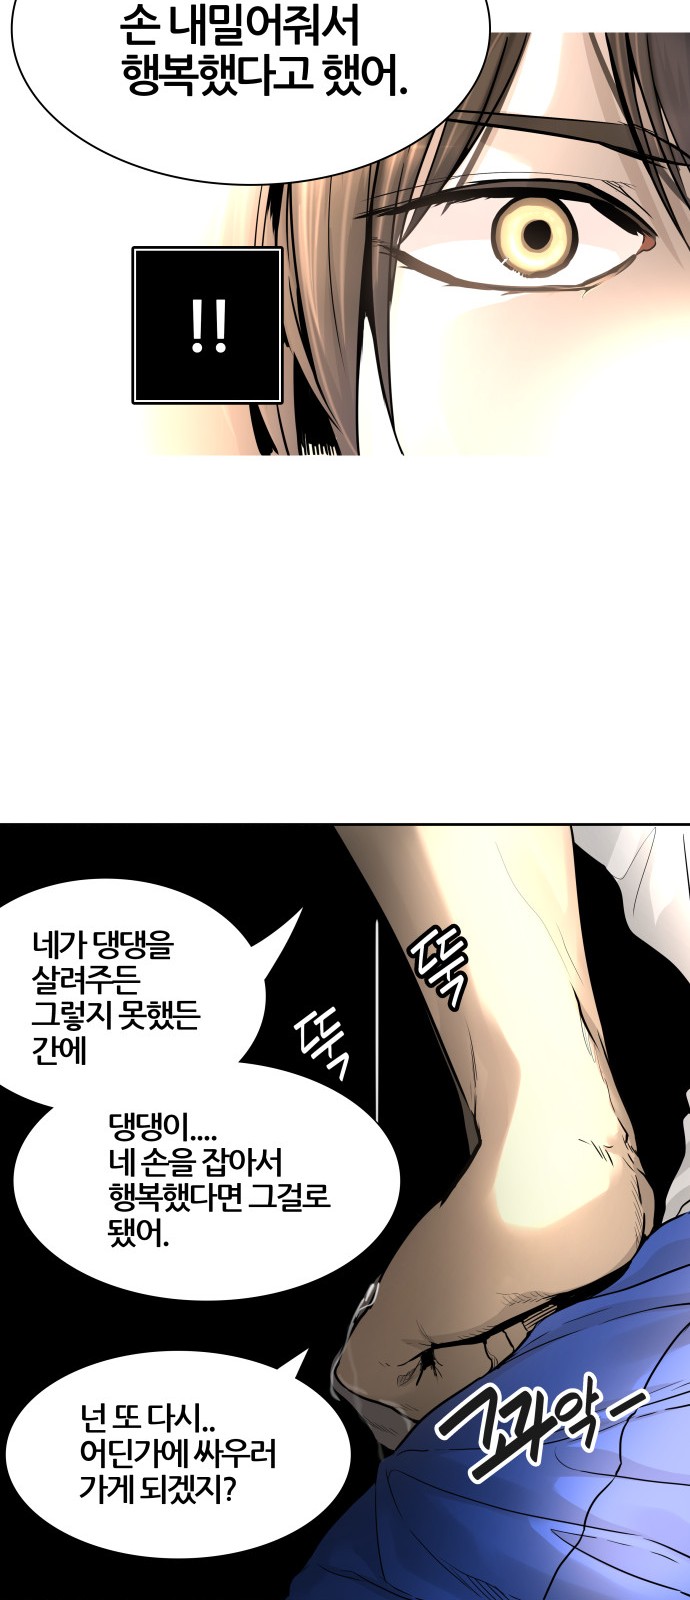 손 내밀어줘서
행복했다고 했어.
!!
네가 댕댕을
살려주든
그렇지 못했든
간에
뚝
뚝
댕댕이....
네 손을 잡아서
행복했다면 그걸로
됐어.
넌 또 다시..
어딘가에 싸우러
가게 되겠지?
꽈악-